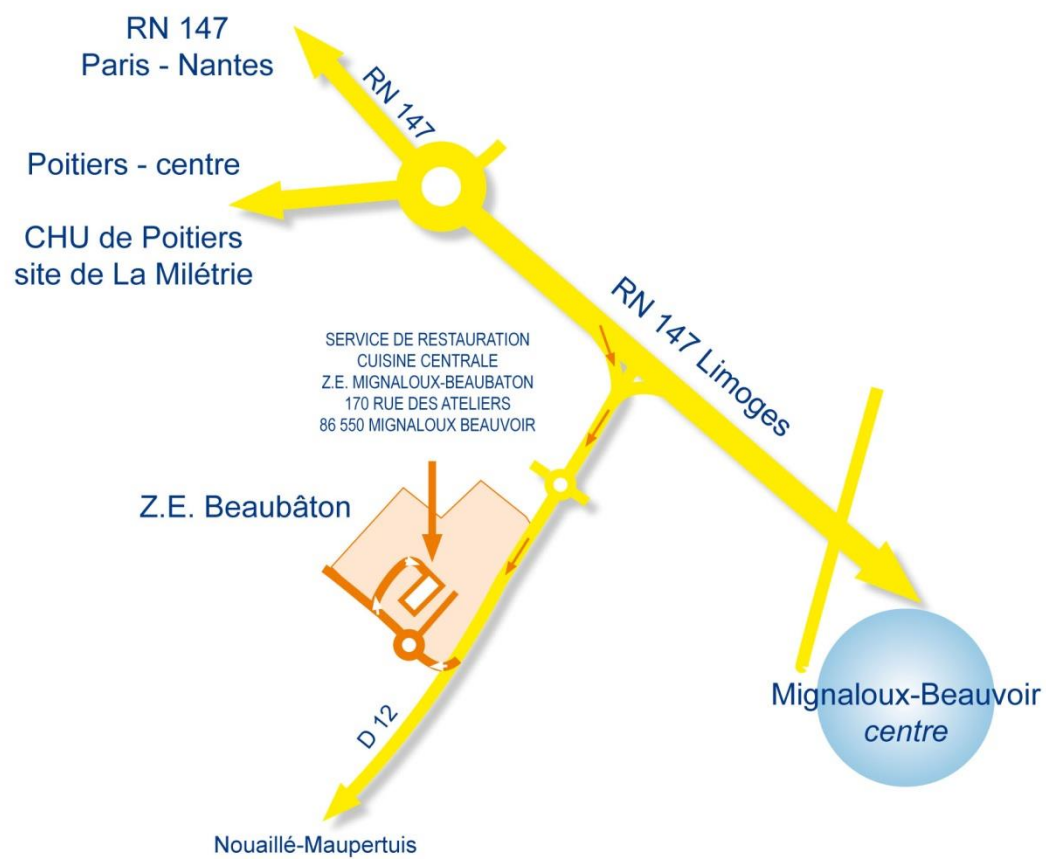 RN 147
Paris - Nantes
RN 147
Poitiers - centre
CHU de Poitiers
site de La Milétrie
RN 147 Limoges
SERVICE DE RESTAURATION
CUISINE CENTRALE
Z.E. MIGNALOUX-BEAUBATON
170 RUE DES ATELIERS
86 550 MIGNALOUX BEAUVOIR
Z.E. Beaubâton
Mignaloux-Beauvoir
centre
D 12
Nouaillé-Maupertuis